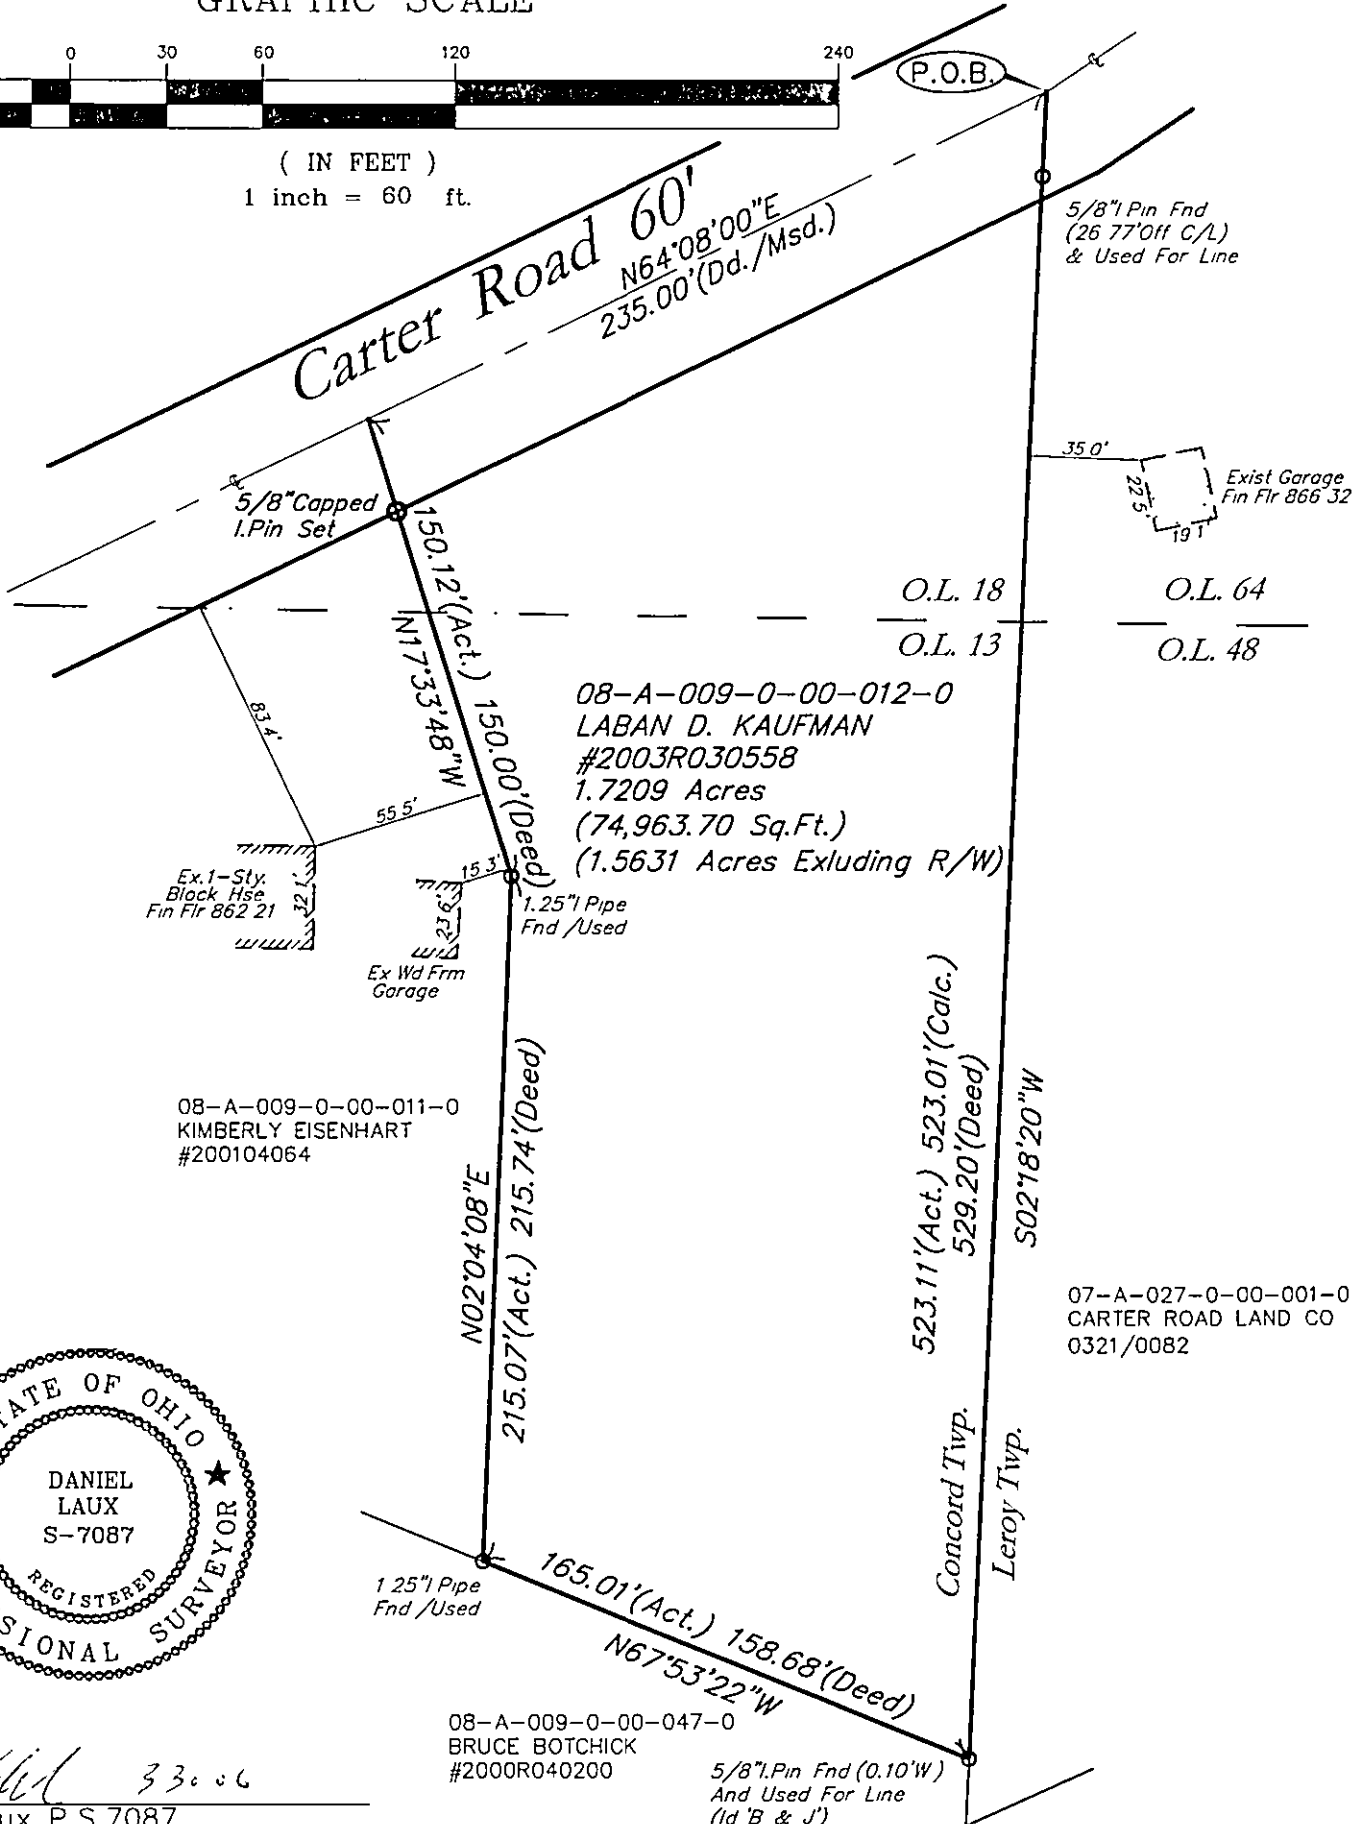 GRAPHIC SCALE
0 30 60 120 240
( IN FEET )
1 inch = 60 ft.
P.O.B.
Carter Road 60'
N64°08'00"E
235.00'(Dd./Msd.)
5/8"I Pin Fnd
(26 77'Off C/L)
& Used For Line
5/8"Capped
I.Pin Set
35 0'
22 5'
19 1'
Exist Garage
Fin Flr 866 32
O.L. 18
O.L. 64
O.L. 13
O.L. 48
150.12'(Act.) 150.00'(Deed)
N17°33'48"W
83 4'
55 5'
15 3'
08-A-009-0-00-012-0
LABAN D. KAUFMAN
#2003R030558
1.7209 Acres
(74,963.70 Sq.Ft.)
(1.5631 Acres Exluding R/W)
Ex.1-Sty.
Block Hse
Fin Flr 862 21
32 1'
23 6'
Ex Wd Frm
Garage
1.25"I Pipe
Fnd /Used
08-A-009-0-00-011-0
KIMBERLY EISENHART
#200104064
N02°04'08"E
215.07'(Act.) 215.74'(Deed)
523.11'(Act.) 523.01'(Calc.)
529.20'(Deed)
S02°18'20"W
07-A-027-0-00-001-0
CARTER ROAD LAND CO
0321/0082
Concord Twp.
Leroy Twp.
TATE OF OHIO
DANIEL
LAUX
S-7087
REGISTERED
SIONAL SURVEYOR
1 25"I Pipe
Fnd /Used
165.01'(Act.) 158.68'(Deed)
N67°53'22"W
08-A-009-0-00-047-0
BRUCE BOTCHICK
#2000R040200
5/8"I.Pin Fnd (0.10'W)
And Used For Line
(Id 'B & J')
ux P S 7087